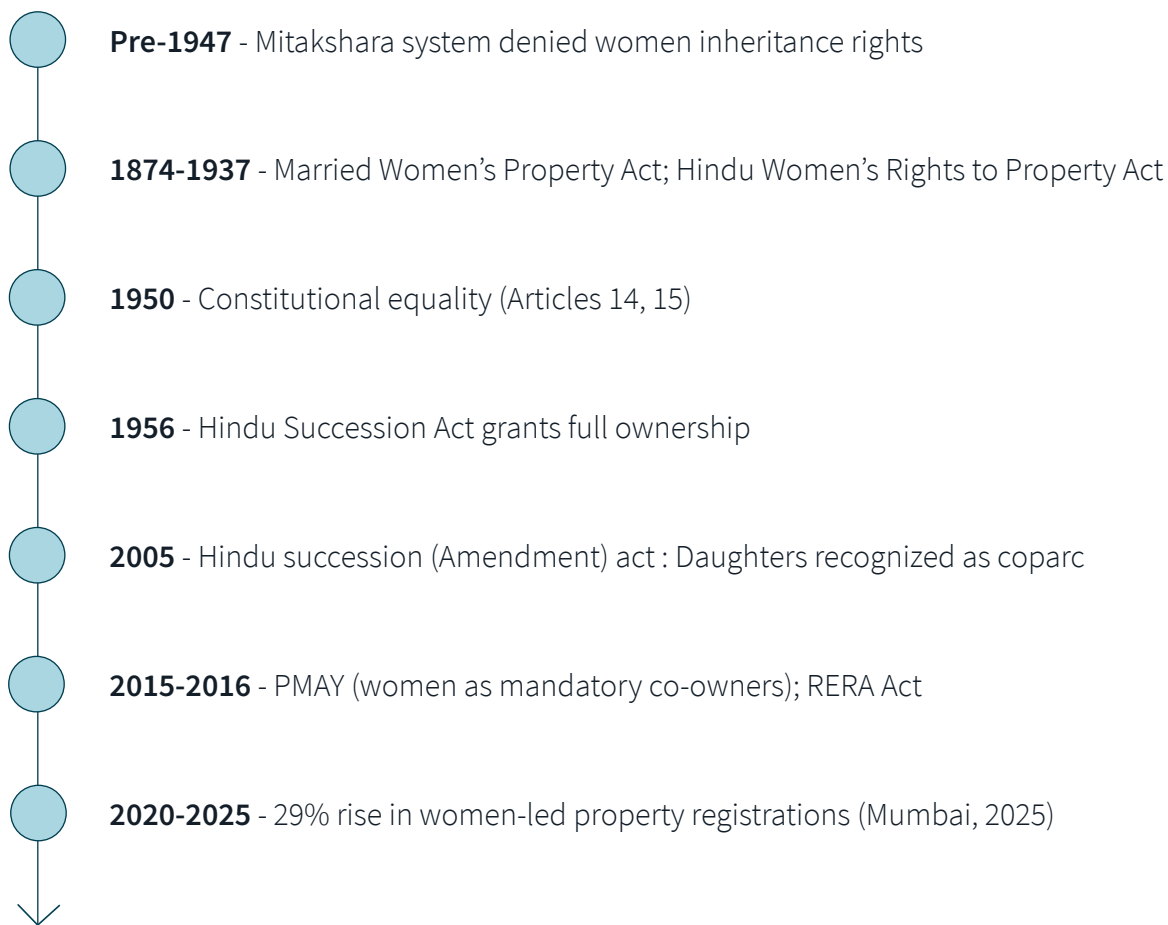 Pre-1947 - Mitakshara system denied women inheritance rights
1874-1937 - Married Women’s Property Act; Hindu Women’s Rights to Property Act
1950 - Constitutional equality (Articles 14, 15)
1956 - Hindu Succession Act grants full ownership
2005 - Hindu succession (Amendment) act : Daughters recognized as coparc
2015-2016 - PMAY (women as mandatory co-owners); RERA Act
2020-2025 - 29% rise in women-led property registrations (Mumbai, 2025)